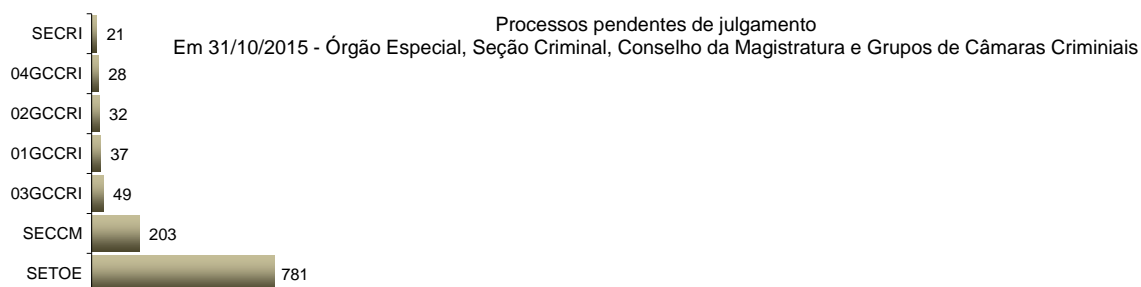 Processos pendentes de julgamento
Em 31/10/2015 - Órgão Especial, Seção Criminal, Conselho da Magistratura e Grupos de Câmaras Criminiais
SECRI 21
04GCCRI 28
02GCCRI 32
01GCCRI 37
03GCCRI 49
SECCM 203
SETOE 781